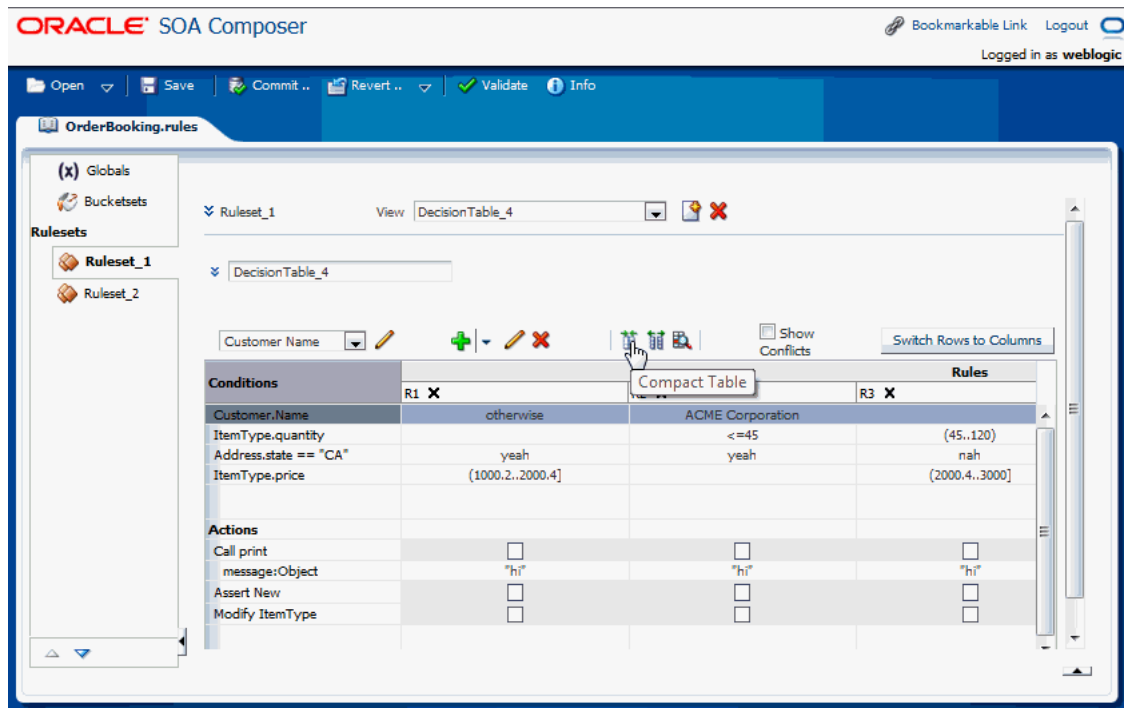 ORACLE SOA Composer
Bookmarkable Link Logout
Logged in as weblogic
Open Save Commit .. Revert .. Validate Info
OrderBooking.rules
(x) Globals
Bucketsets
Rulesets
Ruleset_1
Ruleset_2
Ruleset_1 View DecisionTable_4
DecisionTable_4
Customer Name Show Conflicts Switch Rows to Columns
Compact Table
Conditions Rules
R1 R3
Customer.Name otherwise ACME Corporation
ItemType.quantity <=45 (45..120)
Address.state == "CA" yeah yeah nah
ItemType.price (1000.2..2000.4] (2000.4..3000]
Actions
Call print
message:Object "hi" "hi" "hi"
Assert New
Modify ItemType